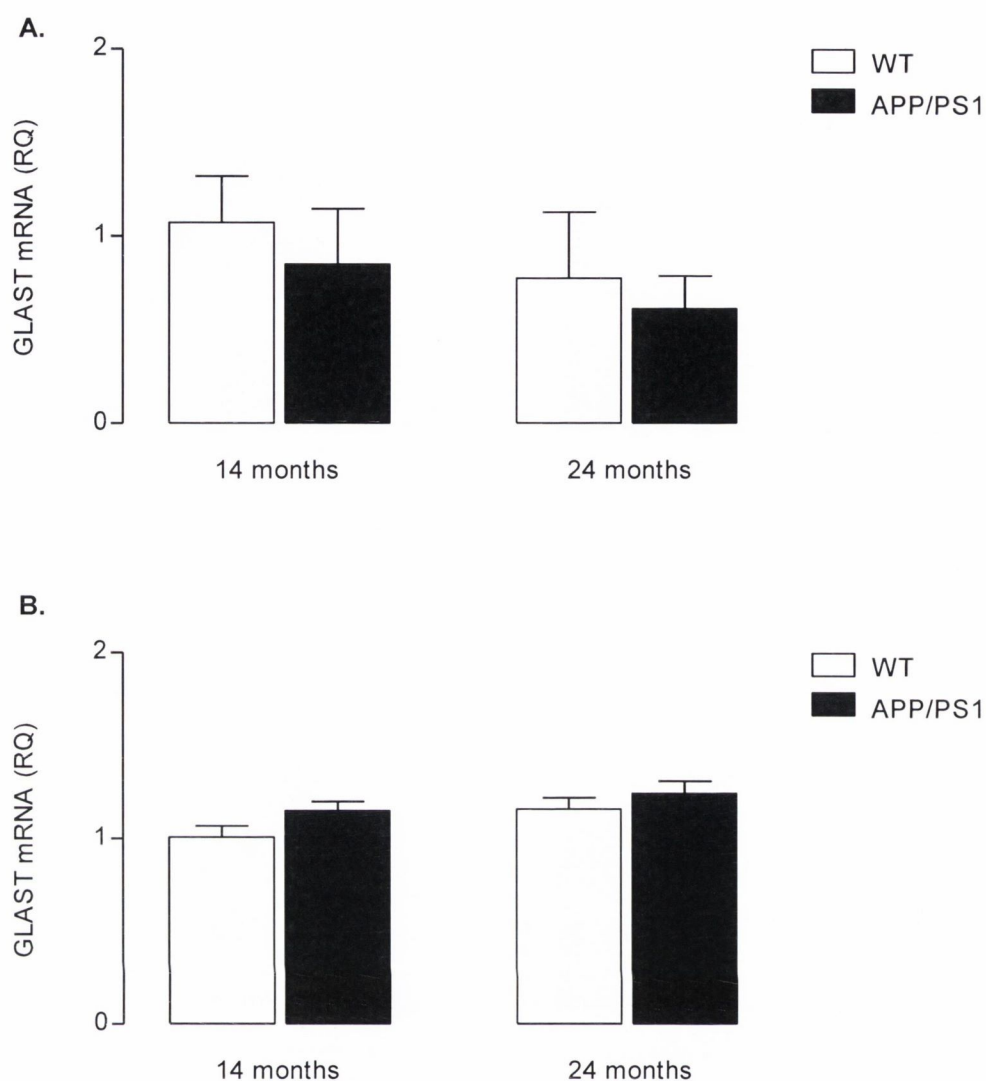 A.
2
1
0
GLAST mRNA (RQ)
WT
APP/PS1
14 months
24 months
B.
2
1
0
GLAST mRNA (RQ)
WT
APP/PS1
14 months
24 months